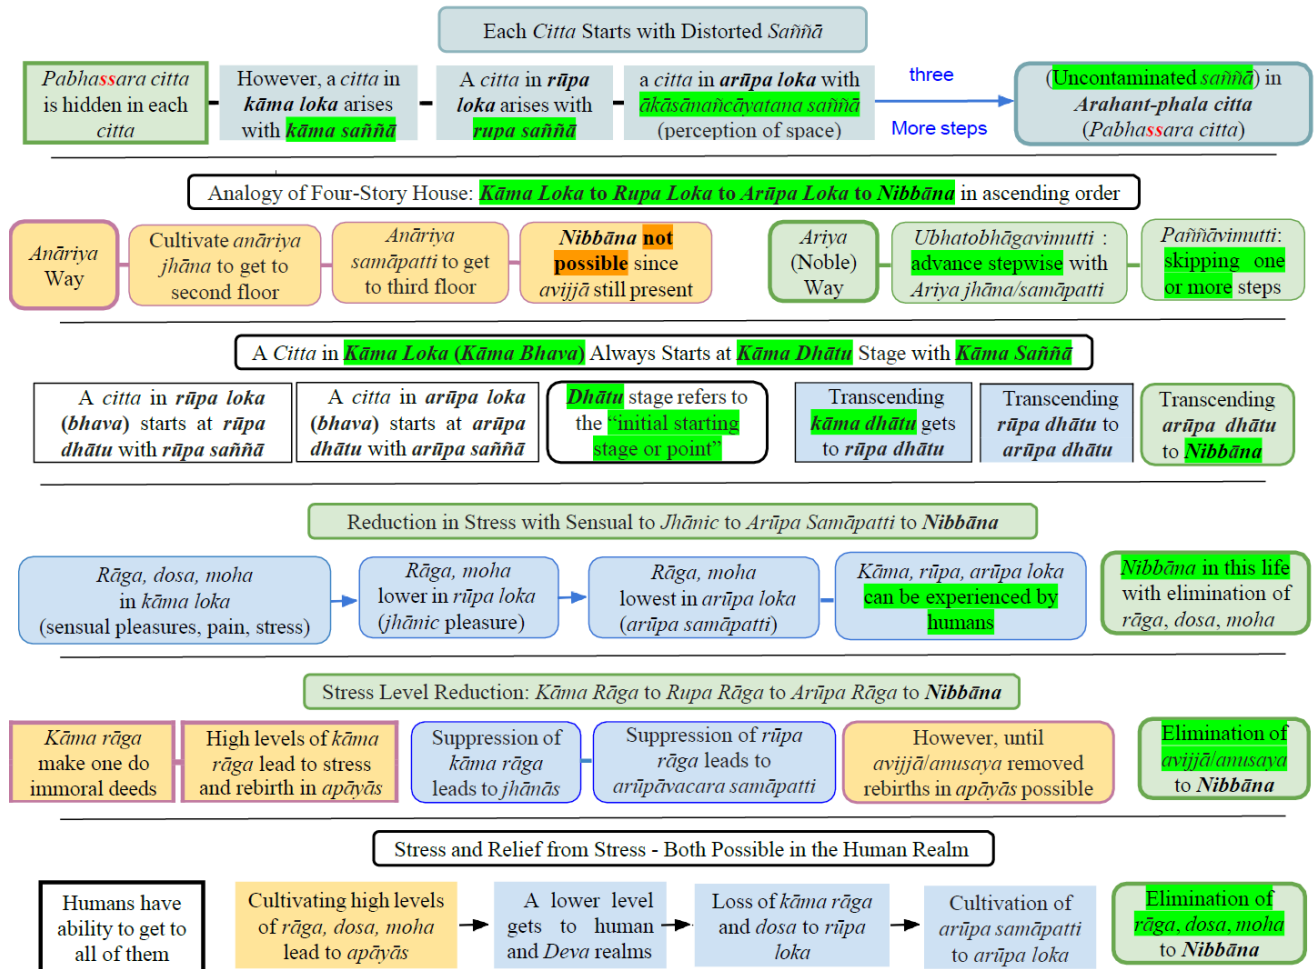 Each Citta Starts with Distorted Saññā
Pabhassara citta
is hidden in each
citta
However, a citta in
kāma loka arises
with kāma saññā
A citta in rūpa
loka arises with
rupa saññā
a citta in arūpa loka with
ākāsānañcāyatana saññā
(perception of space)
three
More steps
(Uncontaminated saññā) in
Arahant-phala citta
(Pabhassara citta)
Analogy of Four-Story House: Kāma Loka to Rupa Loka to Arūpa Loka to Nibbāna in ascending order
Anāriya
Way
Cultivate anāriya
jhāna to get to
second floor
Anāriya
samāpatti to get
to third floor
Nibbāna not
possible since
avijjā still present
Ariya
(Noble)
Way
Ubhatobhāgavimutti :
advance stepwise with
Ariya jhāna/samāpatti
Paññāvimutti:
skipping one
or more steps
A Citta in Kāma Loka (Kāma Bhava) Always Starts at Kāma Dhātu Stage with Kāma Saññā
A citta in rūpa loka
(bhava) starts at rūpa
dhātu with rūpa saññā
A citta in arūpa loka
(bhava) starts at arūpa
dhātu with arūpa saññā
Dhātu stage refers to
the “initial starting
stage or point”
Transcending
kāma dhātu gets
to rūpa dhātu
Transcending
rūpa dhātu to
arūpa dhātu
Transcending
arūpa dhātu
to Nibbāna
Reduction in Stress with Sensual to Jhānic to Arūpa Samāpatti to Nibbāna
Rāga, dosa, moha
in kāma loka
(sensual pleasures, pain, stress)
Rāga, moha
lower in rūpa loka
(jhānic pleasure)
Rāga, moha
lowest in arūpa loka
(arūpa samāpatti)
Kāma, rūpa, arūpa loka
can be experienced by
humans
Nibbāna in this life
with elimination of
rāga, dosa, moha
Stress Level Reduction: Kāma Rāga to Rupa Rāga to Arūpa Rāga to Nibbāna
Kāma rāga
make one do
immoral deeds
High levels of kāma
rāga lead to stress
and rebirth in apāyās
Suppression of
kāma rāga
leads to jhānās
Suppression of rūpa
rāga leads to
arūpāvacara samāpatti
However, until
avijjā/anusaya removed
rebirths in apāyās possible
Elimination of
avijjā/anusaya
to Nibbāna
Stress and Relief from Stress - Both Possible in the Human Realm
Humans have
ability to get to
all of them
Cultivating high levels
of rāga, dosa, moha
lead to apāyās
A lower level
gets to human
and Deva realms
Loss of kāma rāga
and dosa to rūpa
loka
Cultivation of
arūpa samāpatti
to arūpa loka
Elimination of
rāga, dosa, moha
to Nibbāna